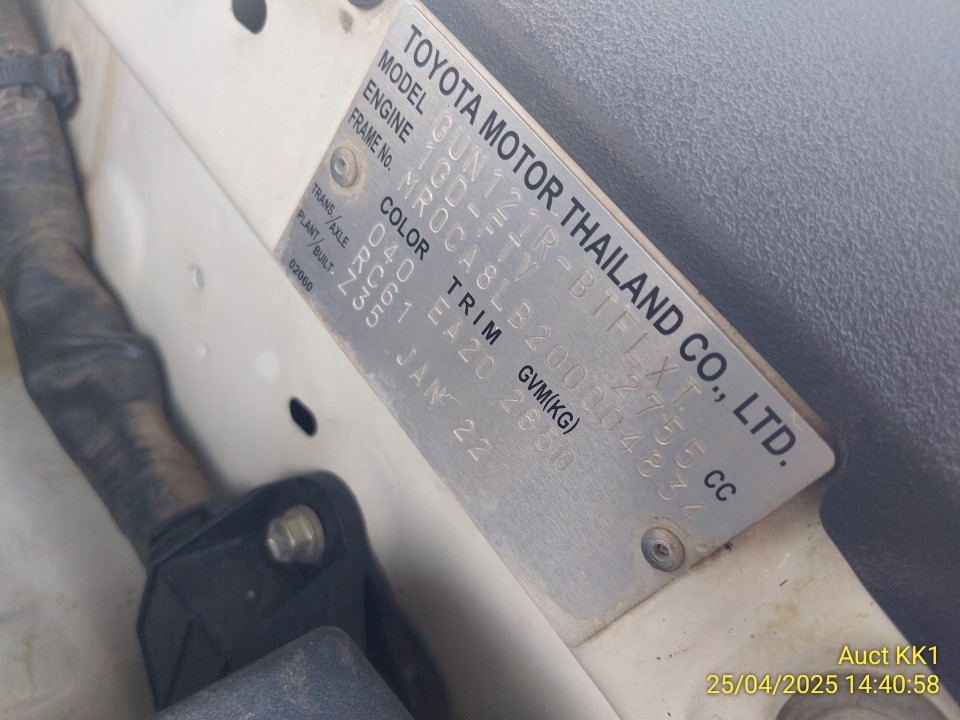 TOYOTA MOTOR THAILAND CO., LTD.
MODEL GUN121R-BTFLXT.
ENGINE 1GD-FTV 2755 CC
FRAME No. MR0CA8LB200004834
COLOR TRIM GVM(KG)
040 EA20 2850
TRANS/AXLE RC61
PLANT/BUILT. Z35 JAN 22
02060
Auct KK1
25/04/2025 14:40:58